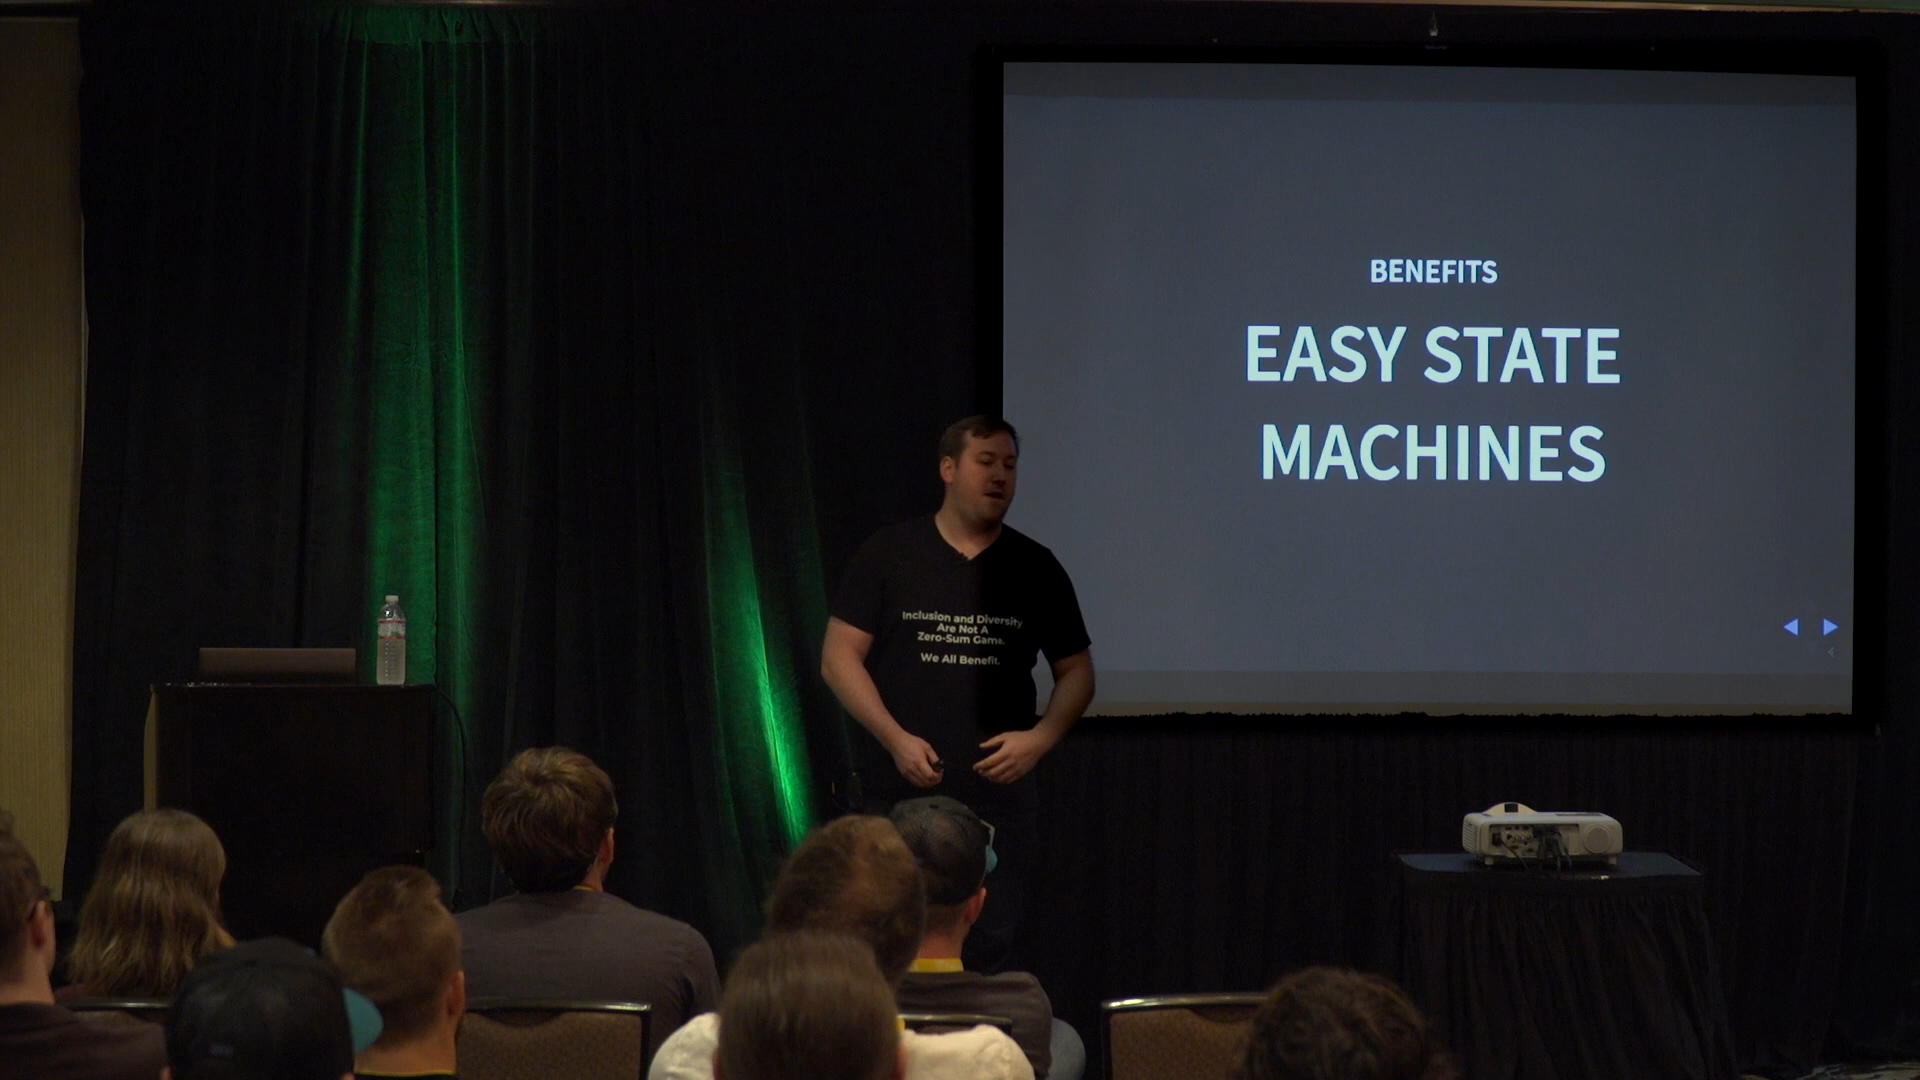 BENEFITS
EASY STATE
MACHINES
Inclusion and Diversity
Are Not A
Zero-Sum Game.
We All Benefit.